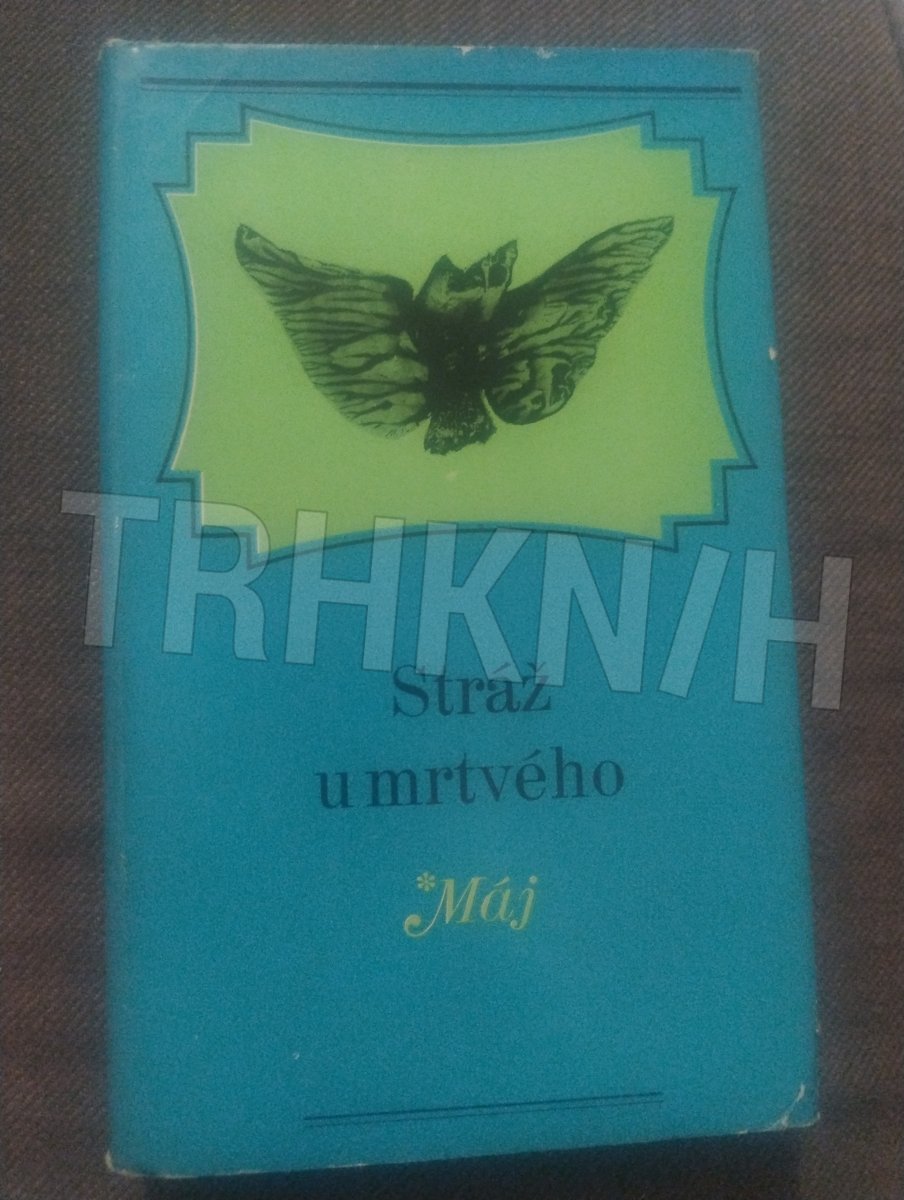 TRHKNIH
Stráž
u mrtvého
*Máj